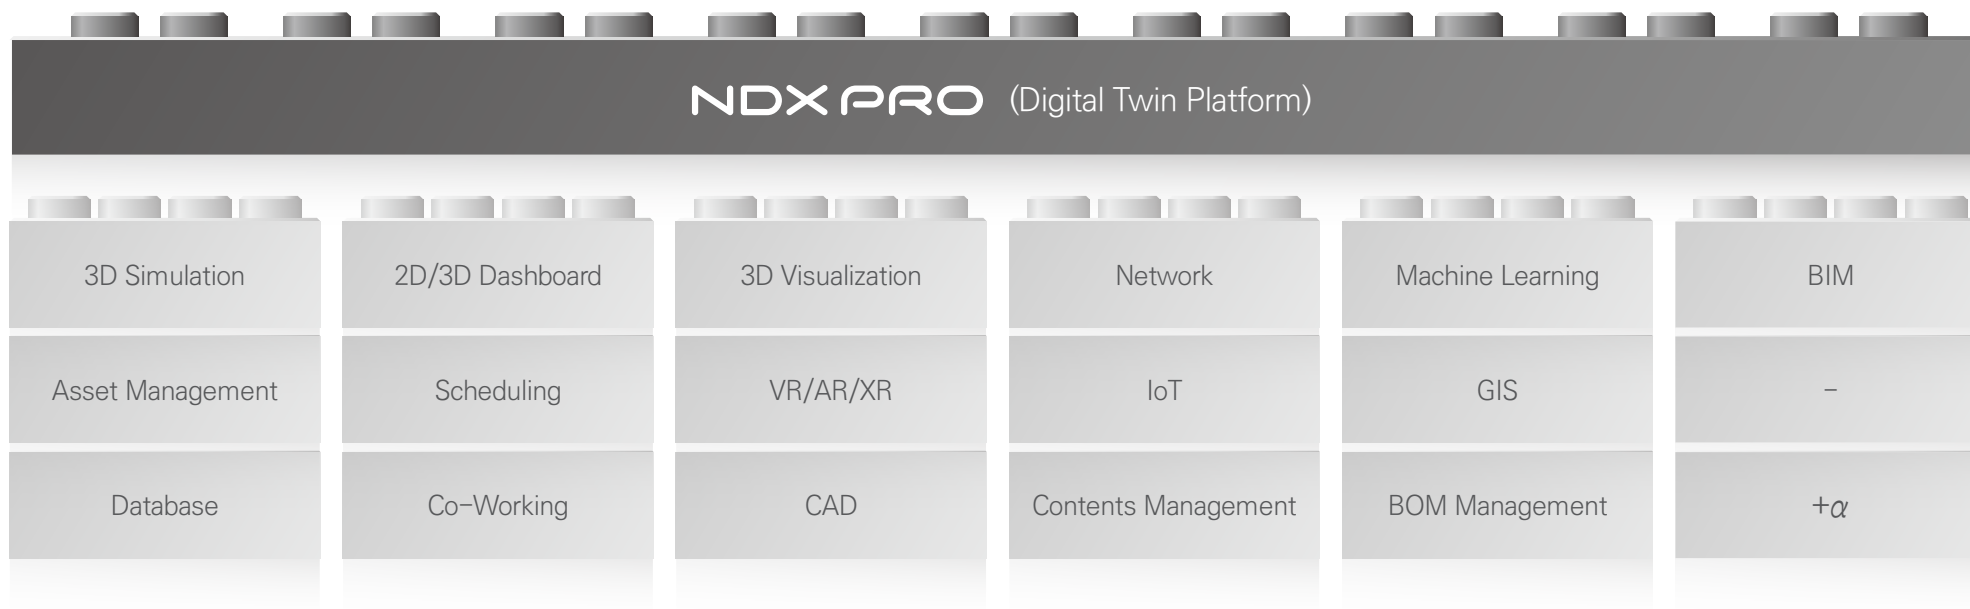 NDX PRO (Digital Twin Platform)
3D Simulation
2D/3D Dashboard
3D Visualization
Network
Machine Learning
BIM
Asset Management
Scheduling
VR/AR/XR
IoT
GIS
-
Database
Co-Working
CAD
Contents Management
BOM Management
+α